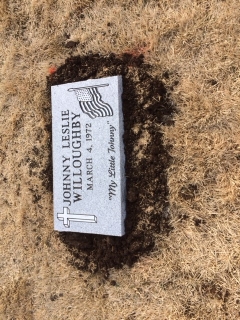 JOHNNY LESLIE
WILLOUGHBY
MARCH 4, 1972
"My Little Johnny"